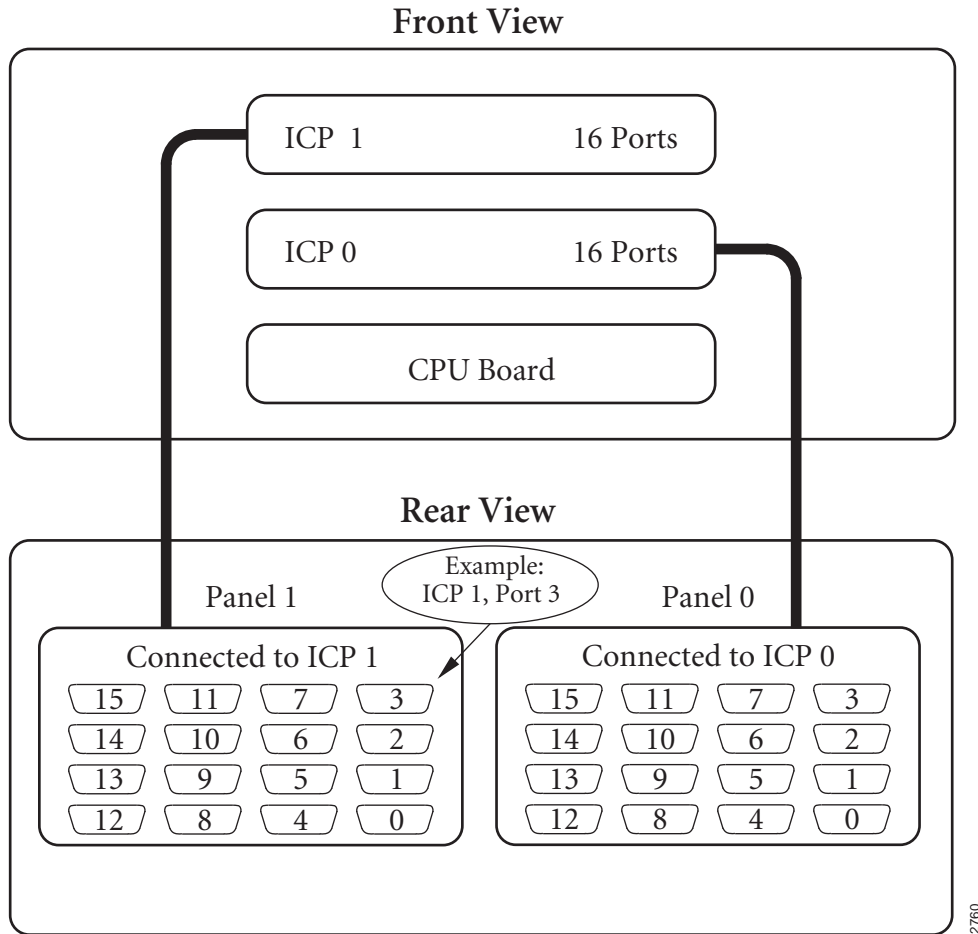 Front View
ICP 1 16 Ports
ICP 0 16 Ports
CPU Board
Rear View
Example:
ICP 1, Port 3
Panel 1
Panel 0
Connected to ICP 1
15 11 7 3
14 10 6 2
13 9 5 1
12 8 4 0
Connected to ICP 0
15 11 7 3
14 10 6 2
13 9 5 1
12 8 4 0
2760